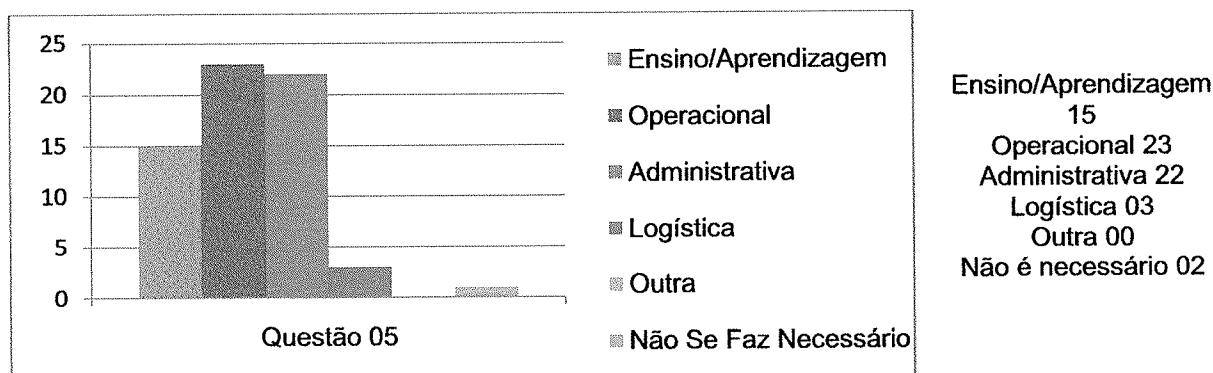 25
20
15
10
5
0
Questão 05
Ensino/Aprendizagem
Operacional
Administrativa
Logística
Outra
Não Se Faz Necessário
Ensino/Aprendizagem
15
Operacional 23
Administrativa 22
Logística 03
Outra 00
Não é necessário 02